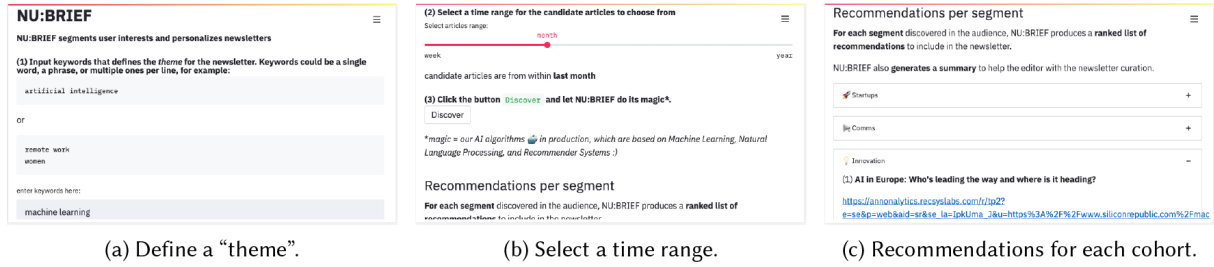 NU:BRIEF
NU:BRIEF segments user interests and personalizes newsletters
(1) Input keywords that defines the theme for the newsletter. Keywords could be a single
word, a phrase, or multiple ones per line, for example:
artificial intelligence
or
remote work
women
enter keywords here:
machine learning
(a) Define a “theme”.
(2) Select a time range for the candidate articles to choose from
Select articles range:
month
week
year
candidate articles are from within last month
(3) Click the button Discover and let NU:BRIEF do its magic*.
Discover
*magic = our AI algorithms 🤖 in production, which are based on Machine Learning, Natural
Language Processing, and Recommender Systems :)
Recommendations per segment
For each segment discovered in the audience, NU:BRIEF produces a ranked list of
recommendations to include in the newsletter.
(b) Select a time range.
Recommendations per segment
For each segment discovered in the audience, NU:BRIEF produces a ranked list of
recommendations to include in the newsletter.
NU:BRIEF also generates a summary to help the editor with the newsletter curation.
🚀 Startups +
Comms +
💡 Innovation −
(1) AI in Europe: Who's leading the way and where is it heading?
https://annonalytics.recsyslabs.com/r/tp2?
e=se&p=web&aid=sr&se_la=IpkUma_J&u=https%3A%2F%2Fwww.siliconrepublic.com%2Fmac
(c) Recommendations for each cohort.